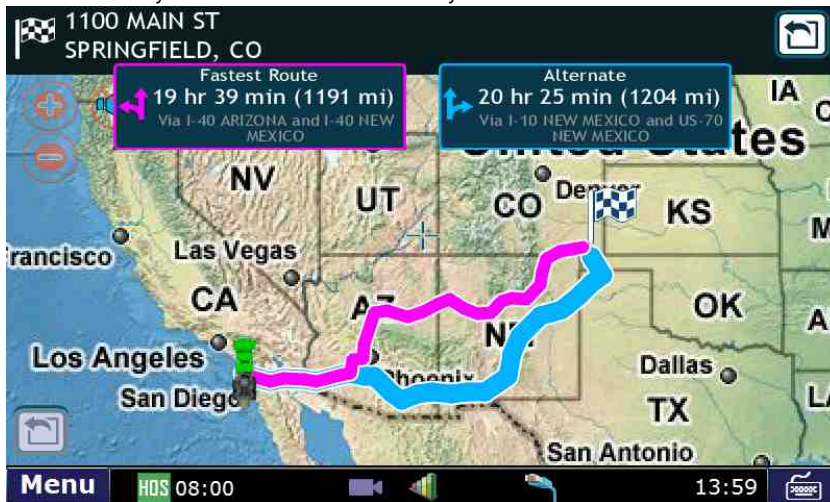 1100 MAIN ST
SPRINGFIELD, CO
Fastest Route
19 hr 39 min (1191 mi)
Via I-40 ARIZONA and I-40 NEW
MEXICO
Alternate
20 hr 25 min (1204 mi)
Via I-10 NEW MEXICO and US-70
NEW MEXICO
IA
tes
NV
UT
CO
Denver
KS
rancisco
Las Vegas
CA
AZ
OK
Los Angeles
Phoenix
Dallas
San Diego
TX
San Antonio
Menu
HOS 08:00
13:59